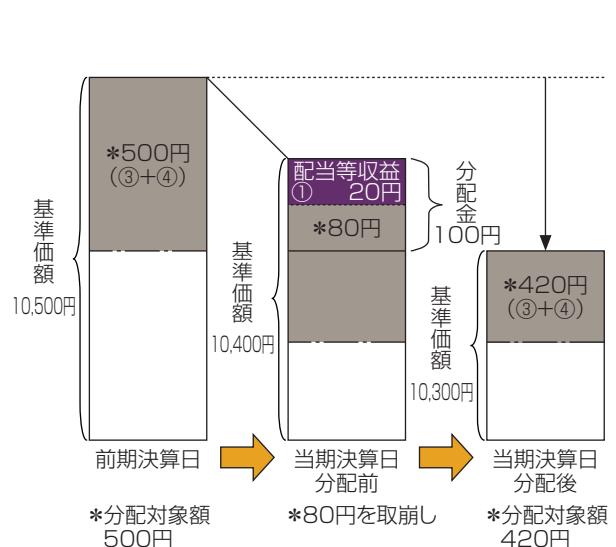 *500円
(③+④)
基準価額
10,500円
配当等収益
① 20円
*80円
分配金
100円
基準価額
10,400円
*420円
(③+④)
基準価額
10,300円
前期決算日
当期決算日
分配前
当期決算日
分配後
*分配対象額
500円
*80円を取崩し
*分配対象額
420円